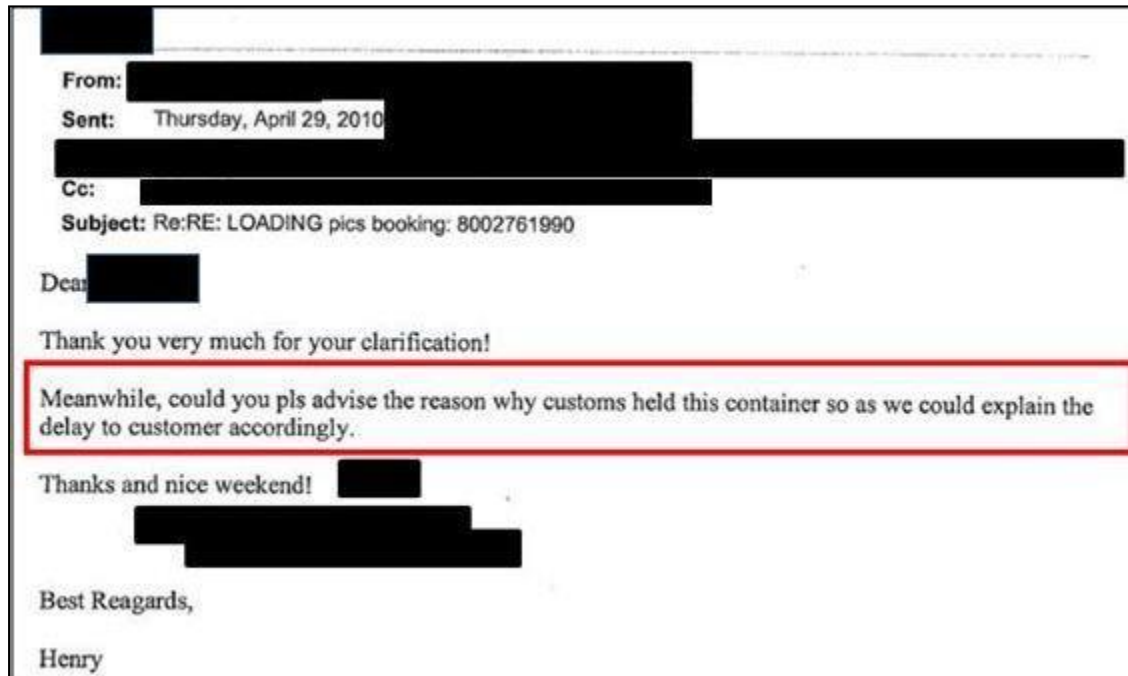 From:
Sent: Thursday, April 29, 2010
Cc:
Subject: Re:RE: LOADING pics booking: 8002761990
Dear
Thank you very much for your clarification!
Meanwhile, could you pls advise the reason why customs held this container so as we could explain the
delay to customer accordingly.
Thanks and nice weekend!
Best Reagards,
Henry